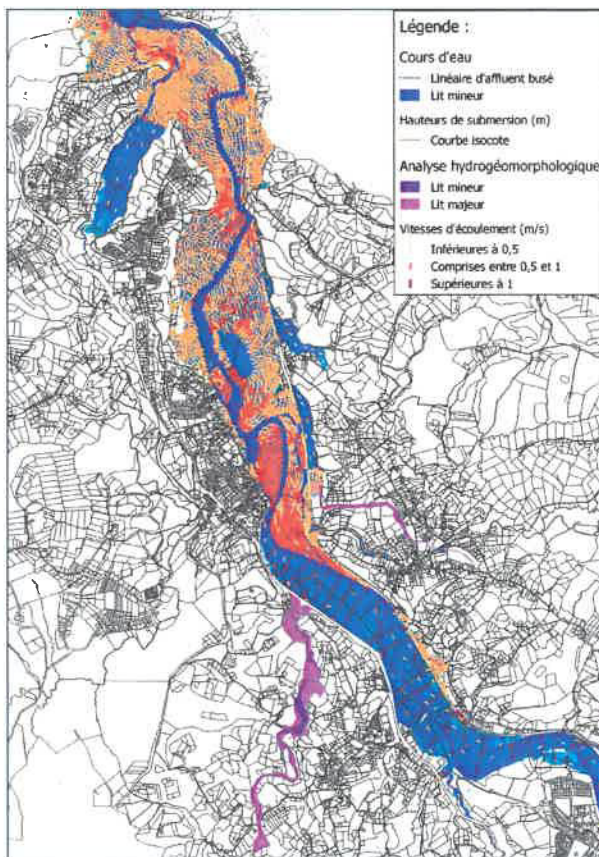 Légende :
Cours d'eau
Linéaire d'affluent busé
Lit mineur
Hauteurs de submersion (m)
Courbe isocote
Analyse hydrogéomorphologique
Lit mineur
Lit majeur
Vitesses d'écoulement (m/s)
Inférieures à 0,5
Comprises entre 0,5 et 1
Supérieures à 1